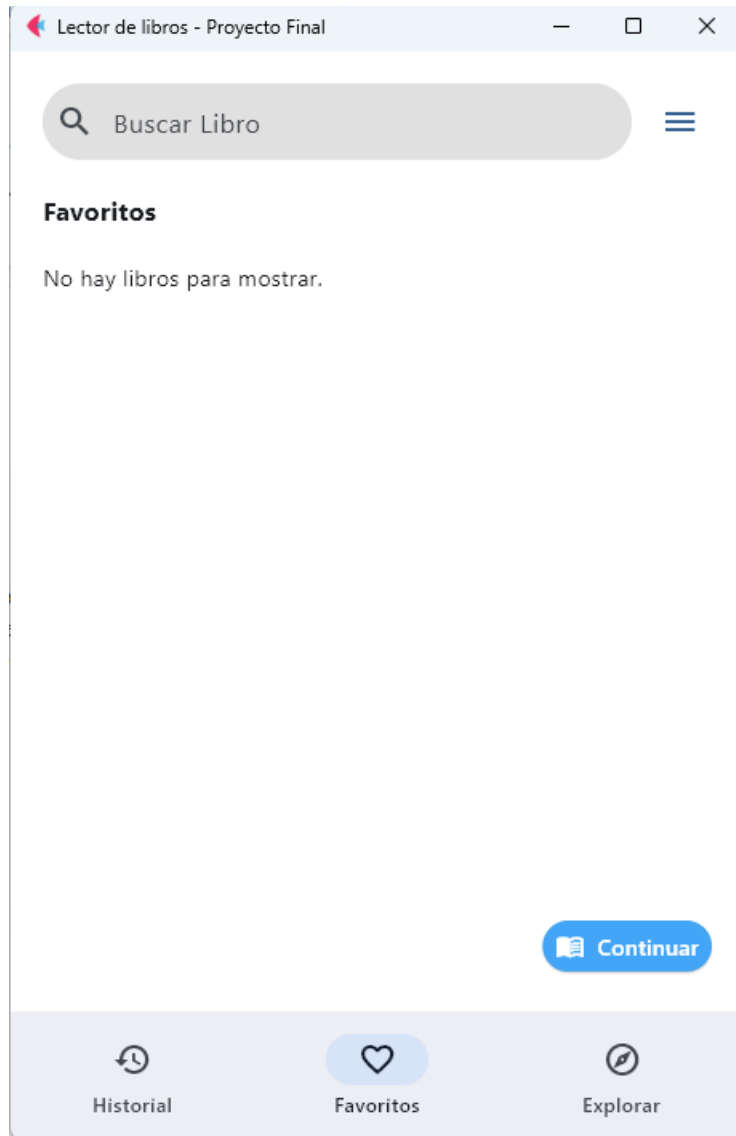 Lector de libros - Proyecto Final
Buscar Libro
Favoritos
No hay libros para mostrar.
Continuar
Historial
Favoritos
Explorar